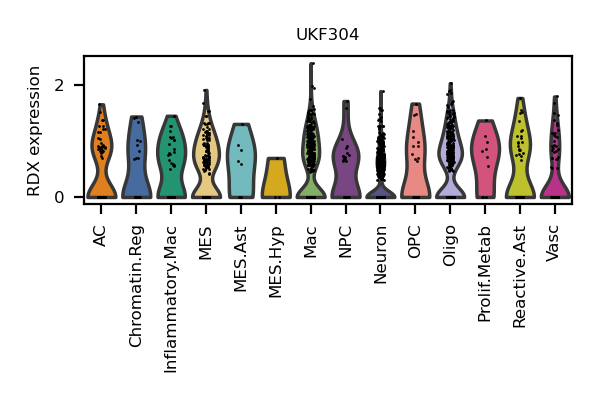 UKF304
RDX expression
2
0
AC
Chromatin.Reg
Inflammatory.Mac
MES
MES.Ast
MES.Hyp
Mac
NPC
Neuron
OPC
Oligo
Prolif.Metab
Reactive.Ast
Vasc